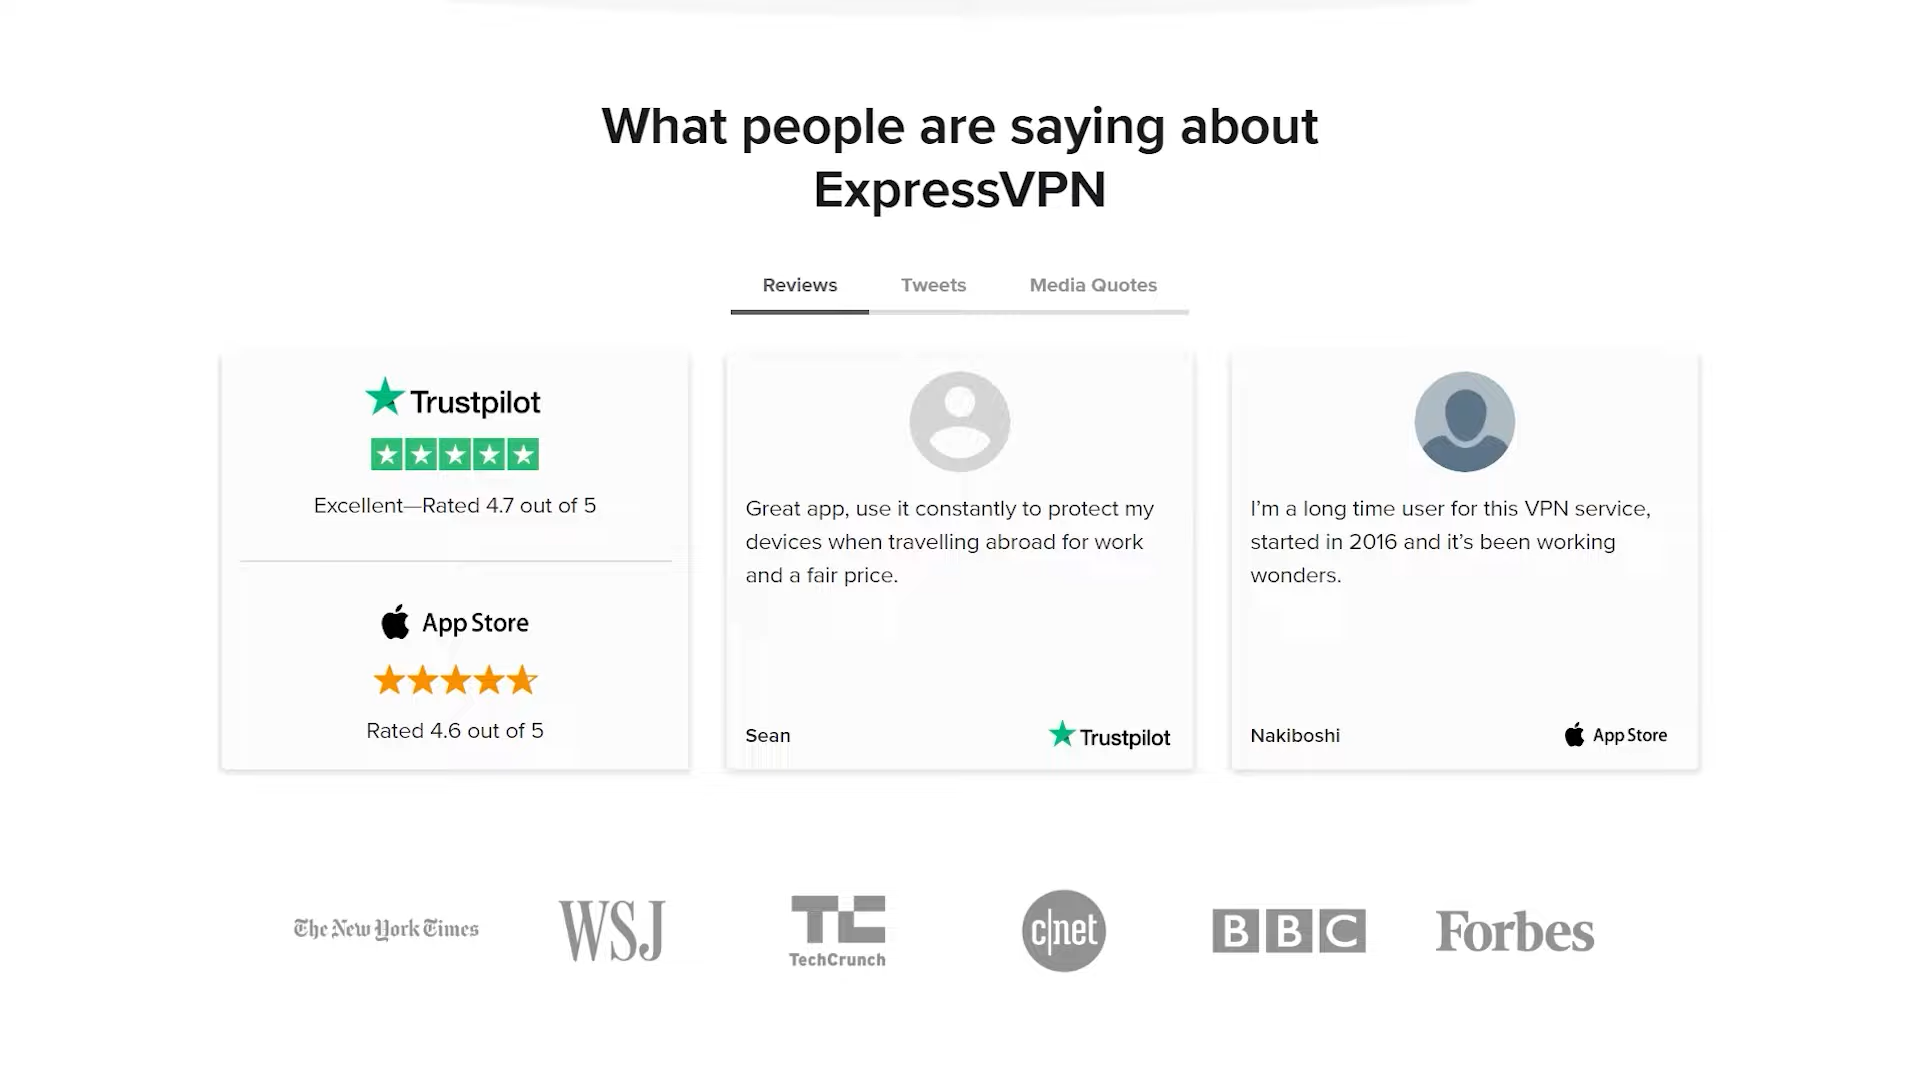 What people are saying about
ExpressVPN
Reviews
Tweets
Media Quotes
Trustpilot
Excellent—Rated 4.7 out of 5
App Store
Rated 4.6 out of 5
Great app, use it constantly to protect my
devices when travelling abroad for work
and a fair price.
Sean
Trustpilot
I’m a long time user for this VPN service,
started in 2016 and it’s been working
wonders.
Nakiboshi
App Store
The New York Times
WSJ
TC
TechCrunch
c|net
BBC
Forbes